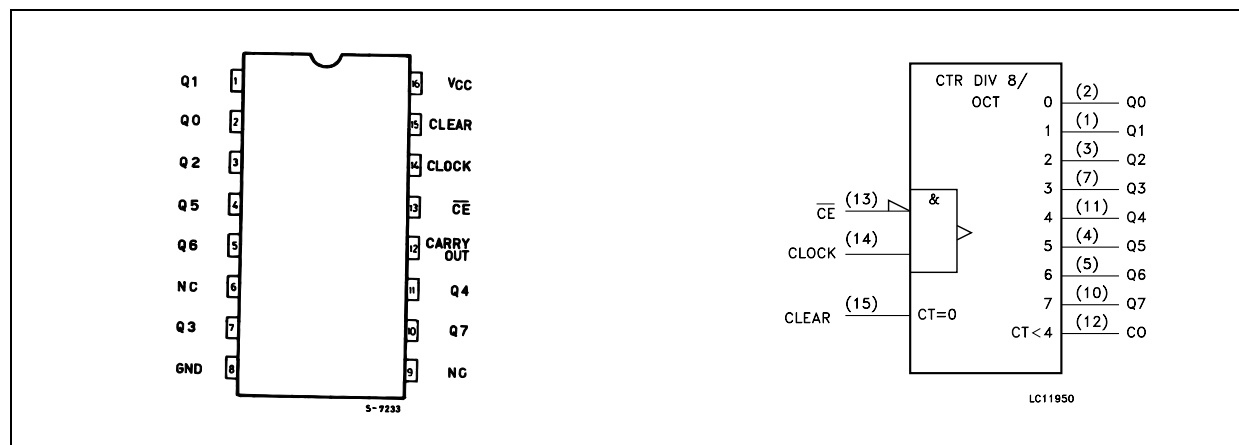 Q1 1 16 VCC
Q0 2 15 CLEAR
Q2 3 14 CLOCK
Q5 4 13 CE
Q6 5 12 CARRY OUT
NC 6 11 Q4
Q3 7 10 Q7
GND 8 9 NC
S-7233
CTR DIV 8/
OCT
0 (2) Q0
1 (1) Q1
2 (3) Q2
3 (7) Q3
CE (13) &
4 (11) Q4
CLOCK (14)
5 (4) Q5
6 (5) Q6
7 (10) Q7
CLEAR (15) CT=0
CT<4 (12) CO
LC11950